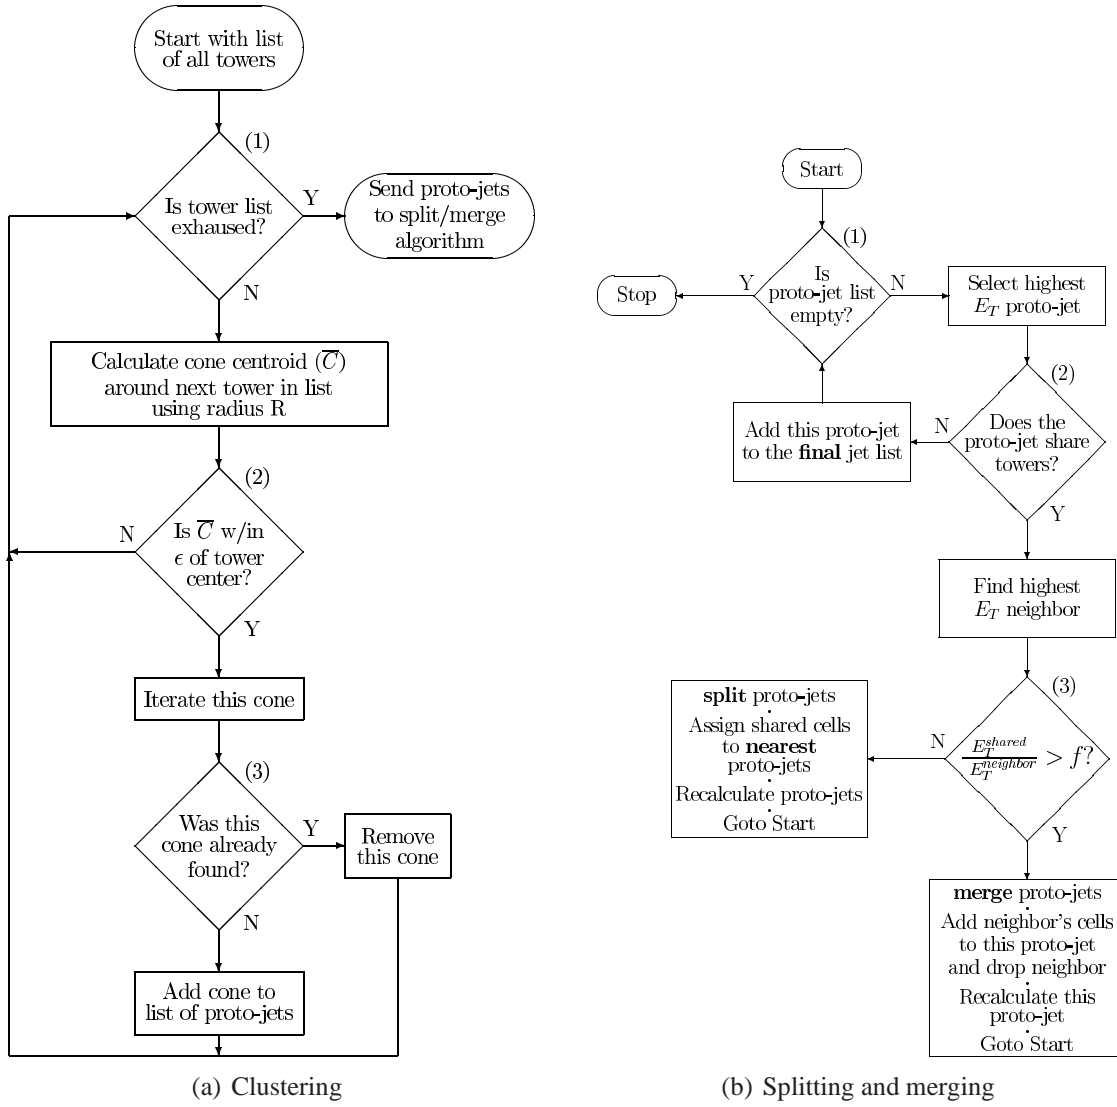 Start with list
of all towers
(1)
Is tower list
exhaused?
Y
Send proto-jets
to split/merge
algorithm
N
Calculate cone centroid (C̅)
around next tower in list
using radius R
(2)
N
Is C̅ w/in
ϵ of tower
center?
Y
Iterate this cone
(3)
Was this
cone already
found?
Y
Remove
this cone
N
Add cone to
list of proto-jets
(a) Clustering
Start
(1)
Is
proto-jet list
empty?
Y
Stop
N
Select highest
E_T proto-jet
(2)
Does the
proto-jet share
towers?
N
Add this proto-jet
to the final jet list
Y
Find highest
E_T neighbor
(3)
E_T^shared / E_T^neighbor > f?
N
split proto-jets
Assign shared cells
to nearest
proto-jets
Recalculate proto-jets
Goto Start
Y
merge proto-jets
Add neighbor's cells
to this proto-jet
and drop neighbor
Recalculate this
proto-jet
Goto Start
(b) Splitting and merging